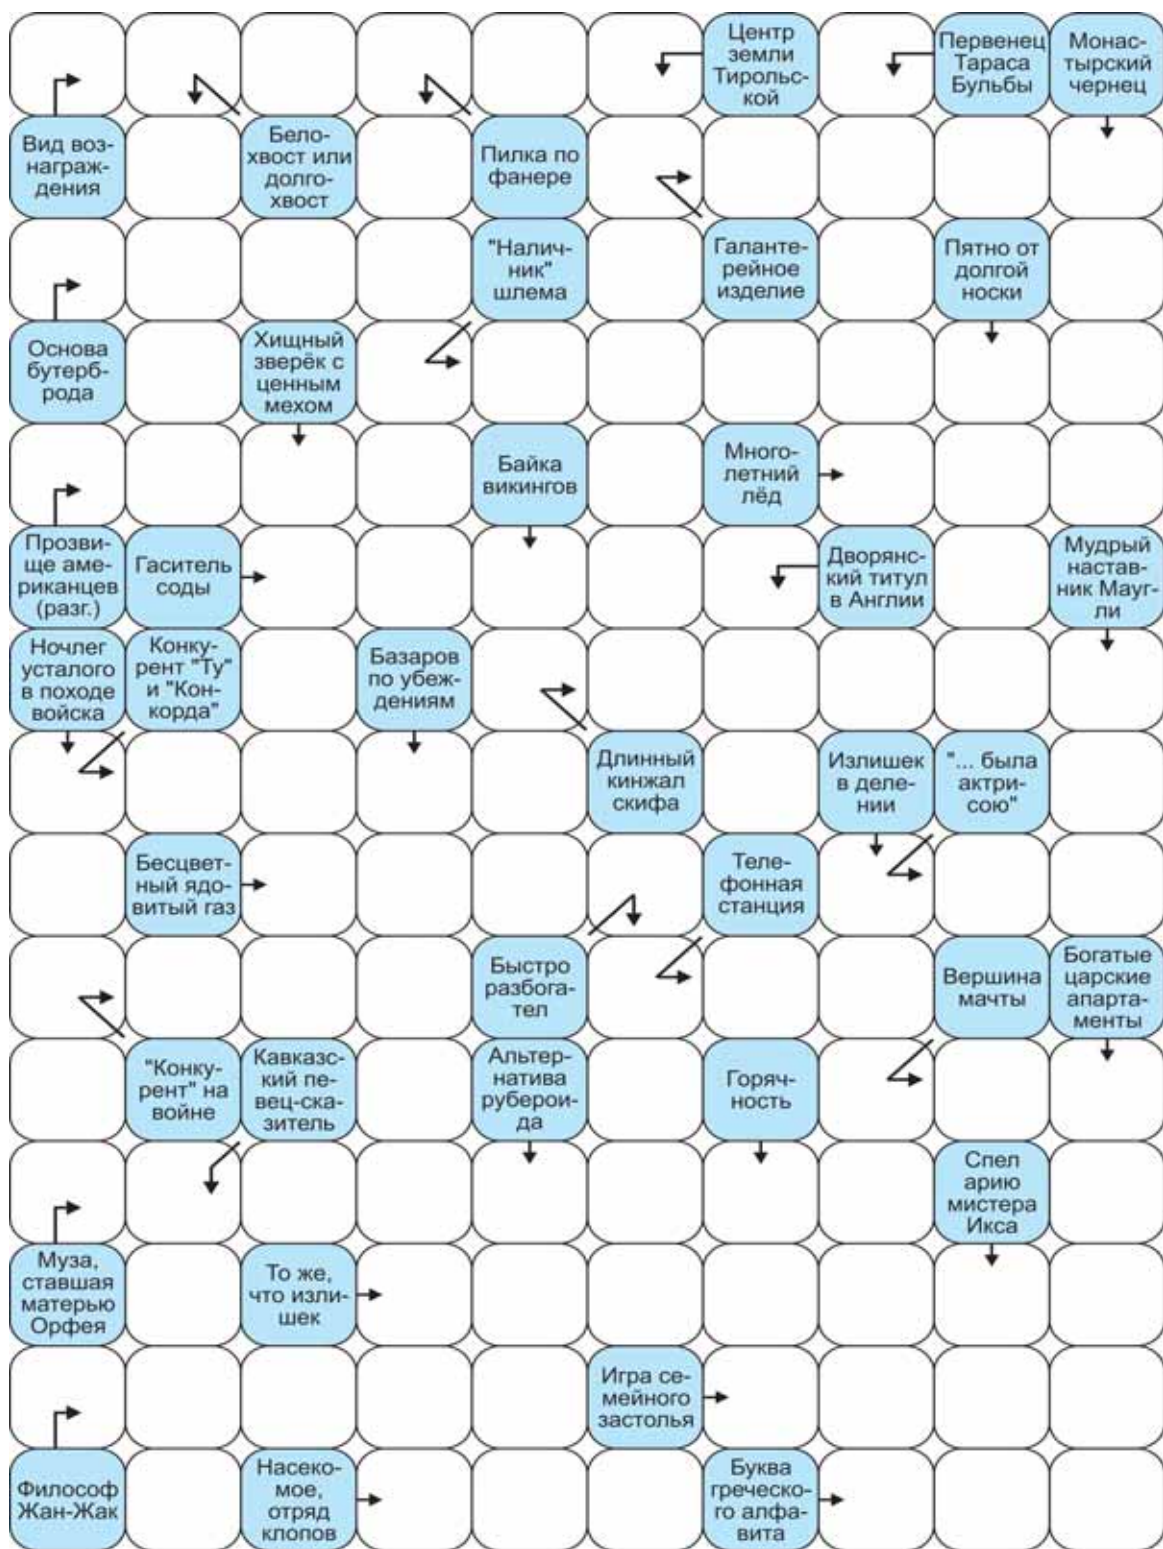 Центр
земли
Тирольс-
кой
Первенец
Тараса
Бульбы
Монас-
тырский
чернец
Вид воз-
награж-
дения
Бело-
хвост или
долго-
хвост
Пилка по
фанере
"Налич-
ник"
шлема
Галанте-
рейное
изделие
Пятно от
долгой
носки
Основа
бутерб-
рода
Хищный
зверёк с
ценным
мехом
Байка
викингов
Много-
летний
лёд
Прозви-
ще аме-
риканцев
(разг.)
Гаситель
соды
Дворянс-
кий титул
в Англии
Мудрый
настав-
ник Мауг-
ли
Ночлег
усталого
в походе
войска
Конку-
рент "Ту"
и "Кон-
корда"
Базаров
по убеж-
дениям
Длинный
кинжал
скифа
Излишек
в деле-
нии
"... была
актри-
сою"
Бесцвет-
ный ядо-
витый газ
Теле-
фонная
станция
Быстро
разбога-
тел
Вершина
мачты
Богатые
царские
апарта-
менты
"Конку-
рент" на
войне
Кавказс-
кий пе-
вец-ска-
зитель
Альтер-
натива
руберои-
да
Горяч-
ность
Спел
арию
мистера
Икса
Муза,
ставшая
матерью
Орфея
То же,
что изли-
шек
Игра се-
мейного
застолья
Философ
Жан-Жак
Насеко-
мое,
отряд
клопов
Буква
греческо-
го алфа-
вита